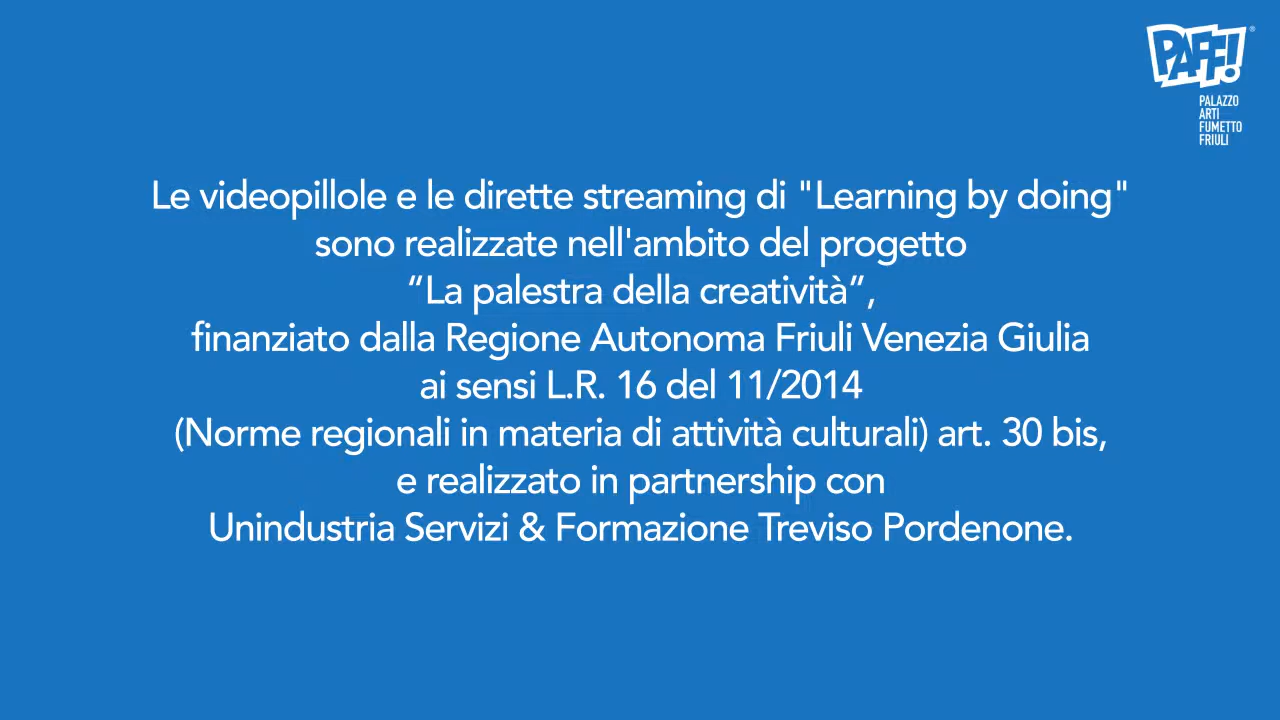 PAFF!®
PALAZZO
ARTI
FUMETTO
FRIULI
Le videopillole e le dirette streaming di "Learning by doing"
sono realizzate nell'ambito del progetto
“La palestra della creatività”,
finanziato dalla Regione Autonoma Friuli Venezia Giulia
ai sensi L.R. 16 del 11/2014
(Norme regionali in materia di attività culturali) art. 30 bis,
e realizzato in partnership con
Unindustria Servizi & Formazione Treviso Pordenone.